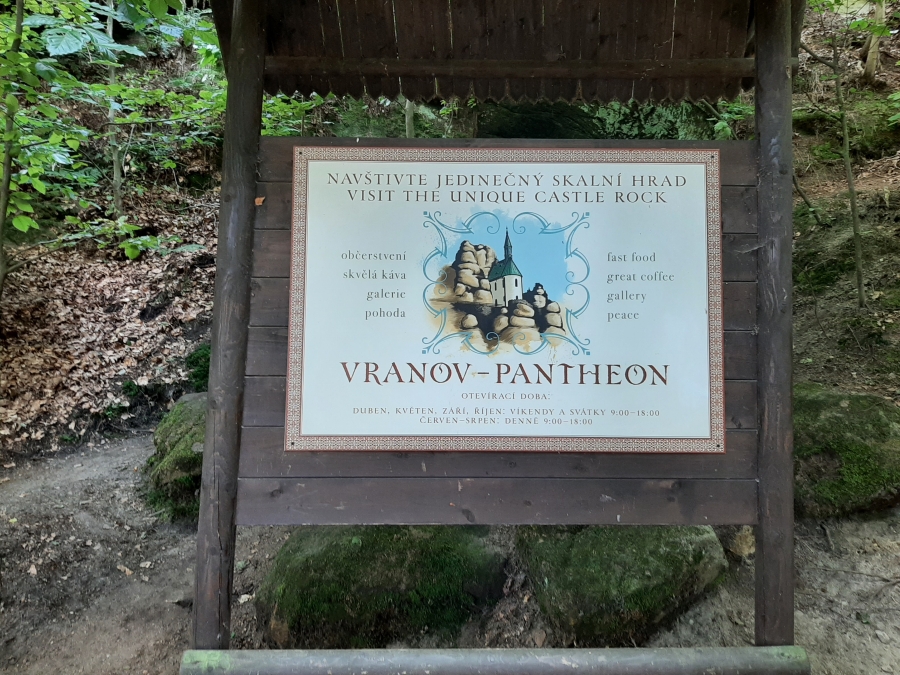 NAVŠTIVTE JEDINEČNÝ SKALNÍ HRAD
VISIT THE UNIQUE CASTLE ROCK
občerstvení
skvělá káva
galerie
pohoda
fast food
great coffee
gallery
peace
VRANOV–PANTHEON
OTEVÍRACÍ DOBA:
DUBEN, KVĚTEN, ZÁŘÍ, ŘÍJEN: VÍKENDY A SVÁTKY 9:00–18:00
ČERVEN–SRPEN: DENNĚ 9:00–18:00